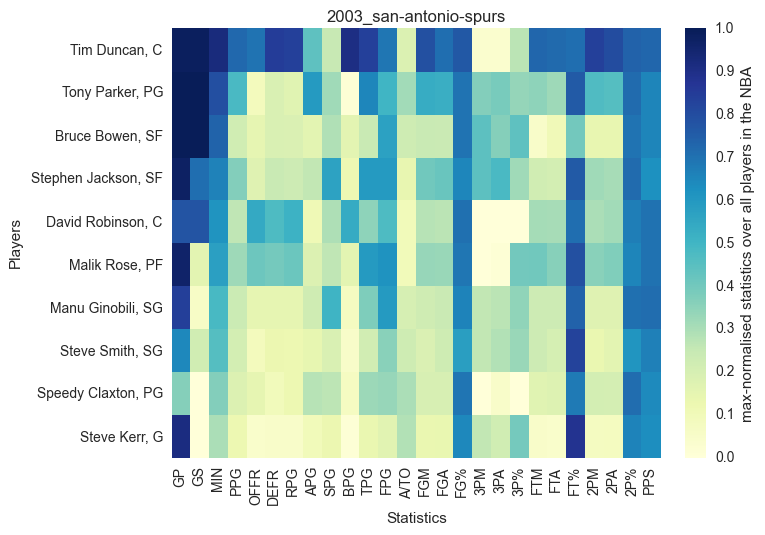 2003_san-antonio-spurs
Players
Tim Duncan, C
Tony Parker, PG
Bruce Bowen, SF
Stephen Jackson, SF
David Robinson, C
Malik Rose, PF
Manu Ginobili, SG
Steve Smith, SG
Speedy Claxton, PG
Steve Kerr, G
GP GS MIN PPG OFFR DEFR RPG APG SPG BPG TPG FPG A/TO FGM FGA FG% 3PM 3PA 3P% FTM FTA FT% 2PM 2PA 2P% PPS
Statistics
1.0
0.9
0.8
0.7
0.6
0.5
0.4
0.3
0.2
0.1
0.0
max-normalised statistics over all players in the NBA